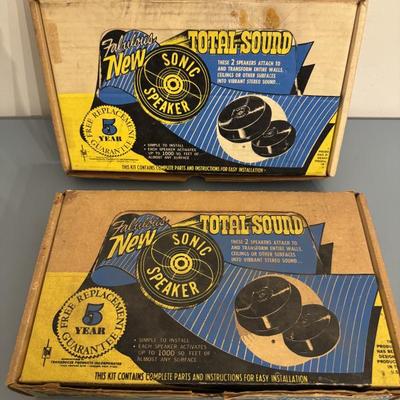 Fabulous
New
TOTAL-SOUND
SONIC
SPEAKER
THESE 2 SPEAKERS ATTACH TO
AND TRANSFORM ENTIRE WALLS,
CEILINGS OR OTHER SURFACES
INTO VIBRANT STEREO SOUND...
FREE REPLACEMENT
5
YEAR
GUARANTEE
• SIMPLE TO INSTALL
• EACH SPEAKER ACTIVATES
UP TO 1000 SQ. FEET OF
ALMOST ANY SURFACE
THIS KIT CONTAINS COMPLETE PARTS AND INSTRUCTIONS FOR EASY INSTALLATION
Fabulous
New
TOTAL-SOUND
SONIC
SPEAKER
THESE 2 SPEAKERS ATTACH TO
AND TRANSFORM ENTIRE WALLS,
CEILINGS OR OTHER SURFACES
INTO VIBRANT STEREO SOUND...
FREE REPLACEMENT
5
YEAR
GUARANTEE
• SIMPLE TO INSTALL
• EACH SPEAKER ACTIVATES
UP TO 1000 SQ. FEET OF
ALMOST ANY SURFACE
PRODUCTS INCORPORATED
THIS KIT CONTAINS COMPLETE PARTS AND INSTRUCTIONS FOR EASY INSTALLATION